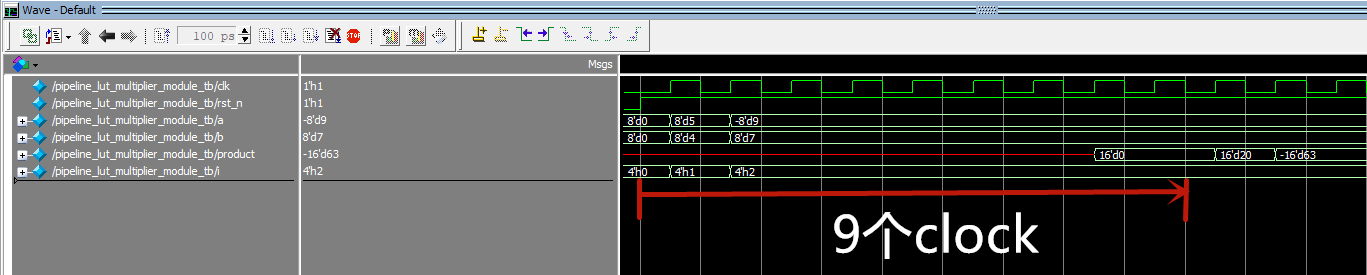 Wave - Default
100 ps
STOP
Msgs
/pipeline_lut_multiplier_module_tb/clk 1'h1
/pipeline_lut_multiplier_module_tb/rst_n 1'h1
/pipeline_lut_multiplier_module_tb/a -8'd9 8'd0 8'd5 -8'd9
/pipeline_lut_multiplier_module_tb/b 8'd7 8'd0 8'd4 8'd7
/pipeline_lut_multiplier_module_tb/product -16'd63 16'd0 16'd20 -16'd63
/pipeline_lut_multiplier_module_tb/i 4'h2 4'h0 4'h1 4'h2
9个clock